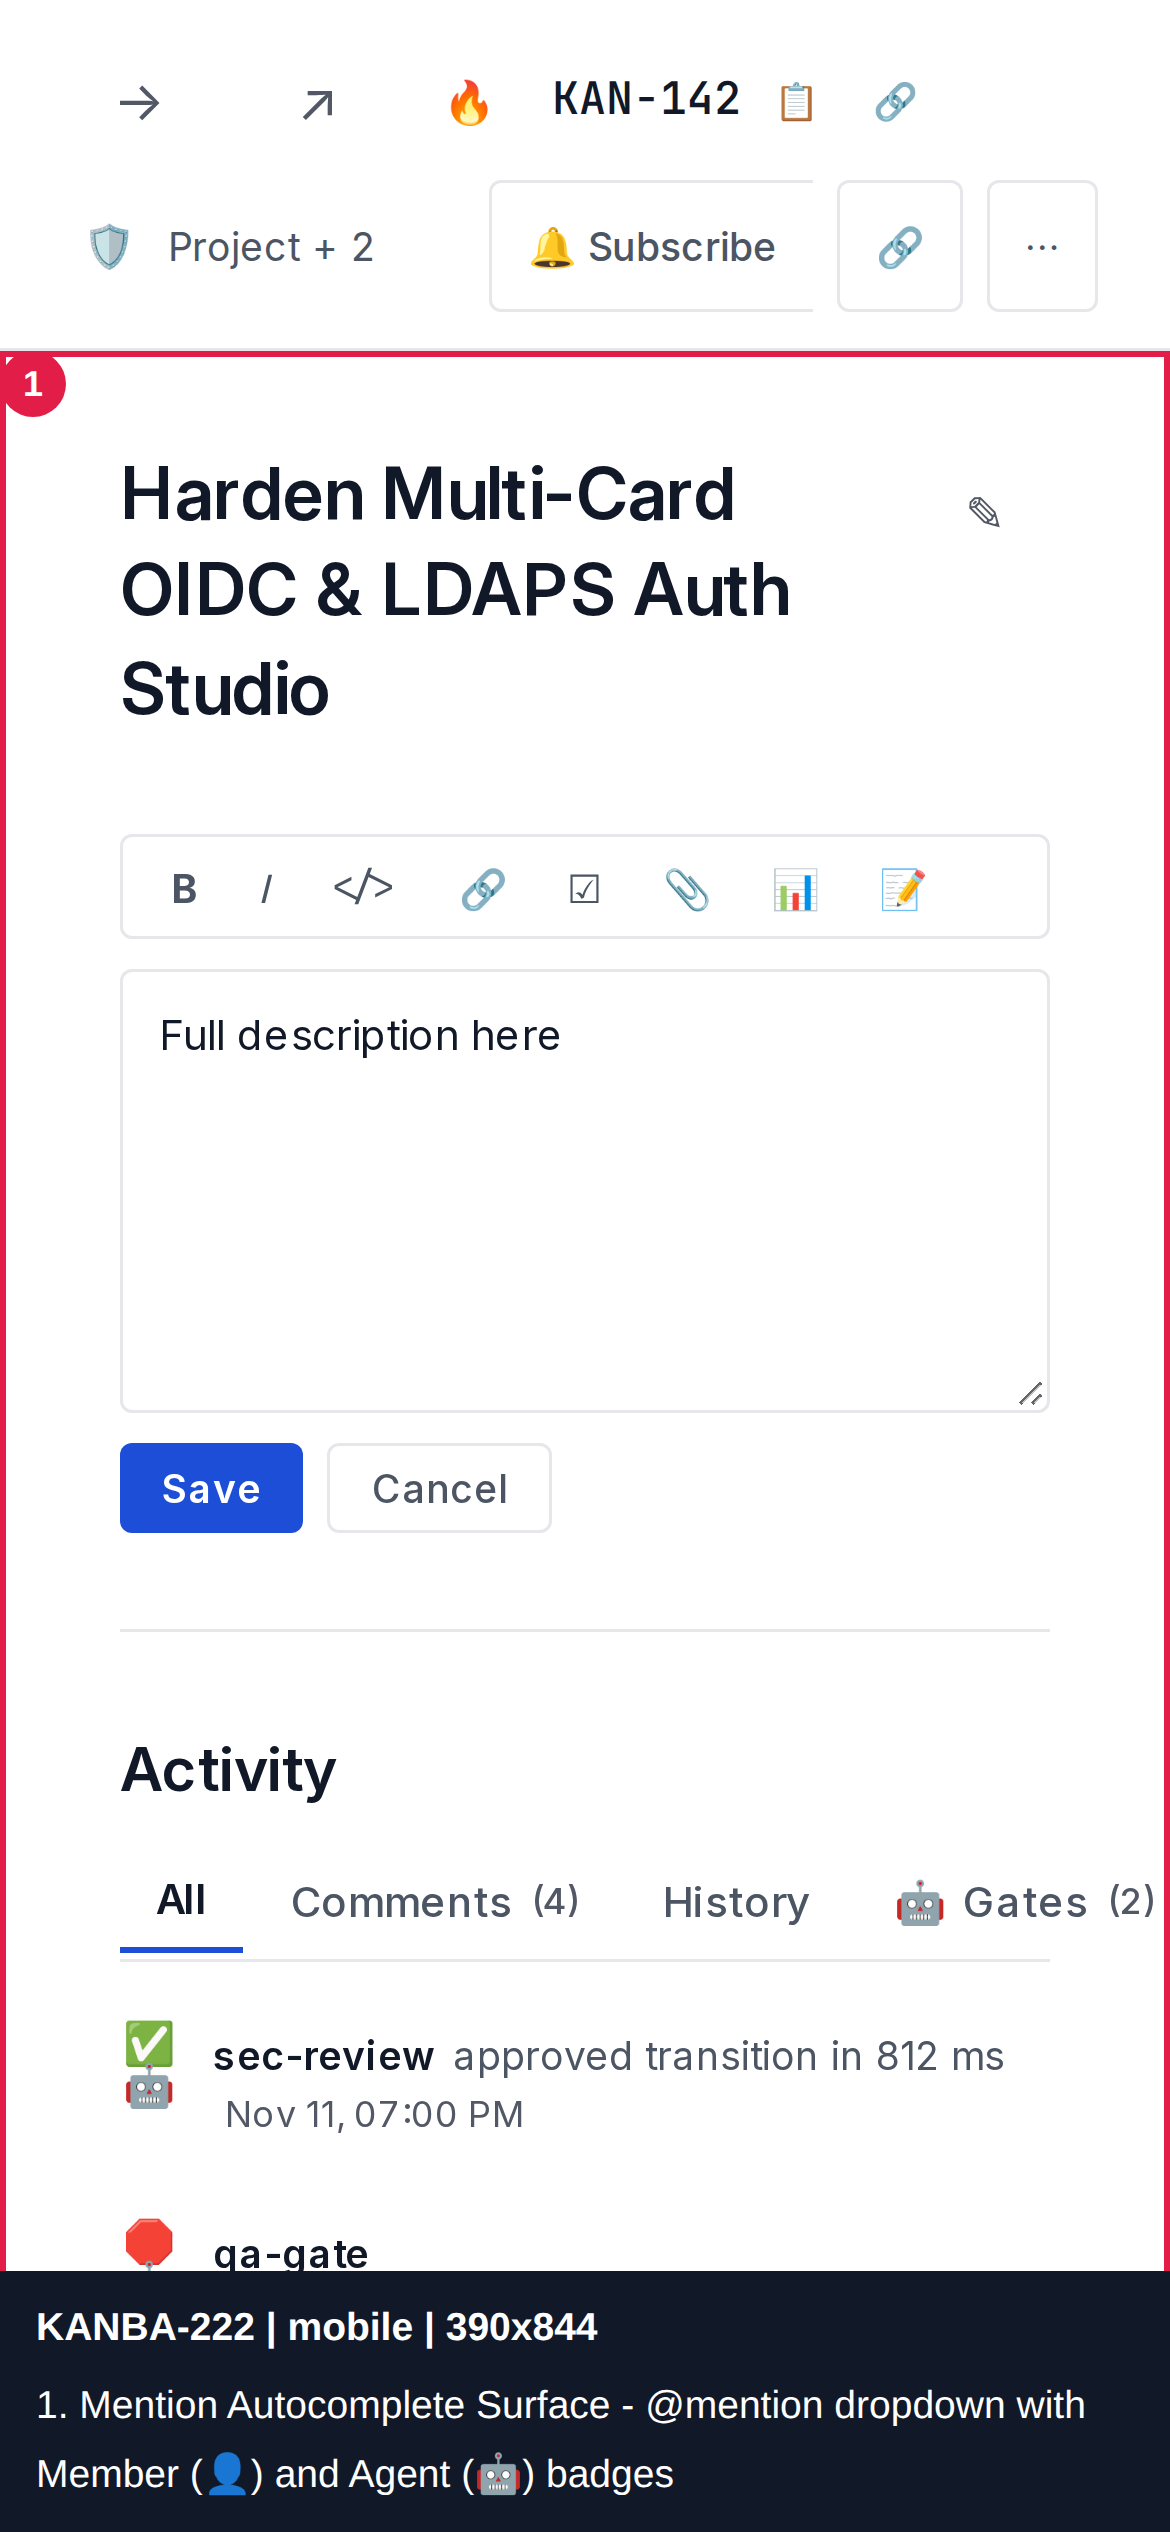 → ↗ 🔥 KAN-142 📋 🔗
🛡️ Project + 2 🔔 Subscribe 🔗 ...
1
Harden Multi-Card ✎
OIDC & LDAPS Auth
Studio
B I </> 🔗 ☑ 📎 📊 📝
Full description here
Save Cancel
Activity
All Comments (4) History 🤖 Gates (2)
✅ sec-review approved transition in 812 ms
🤖 Nov 11, 07:00 PM
🛑 qa-gate
KANBA-222 | mobile | 390x844
1. Mention Autocomplete Surface - @mention dropdown with
Member (👤) and Agent (🤖) badges